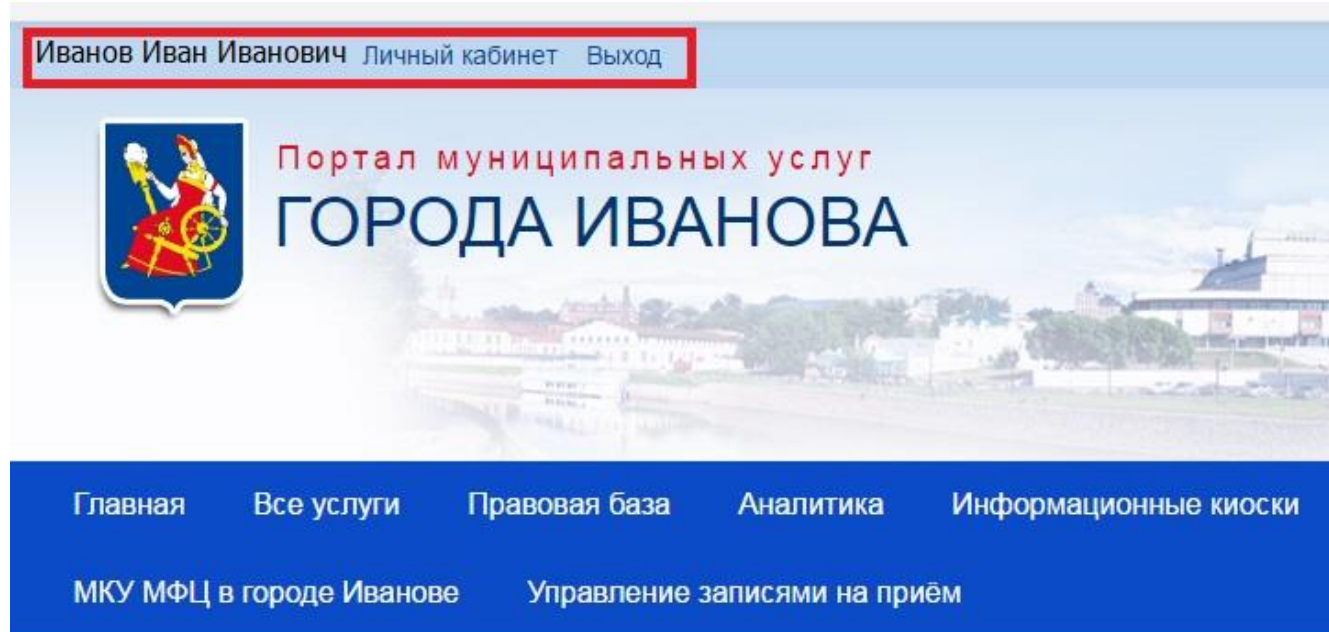 Иванов Иван Иванович Личный кабинет Выход
Портал муниципальных услуг
ГОРОДА ИВАНОВА
Главная Все услуги Правовая база Аналитика Информационные киоски
МКУ МФЦ в городе Иванове Управление записями на приём